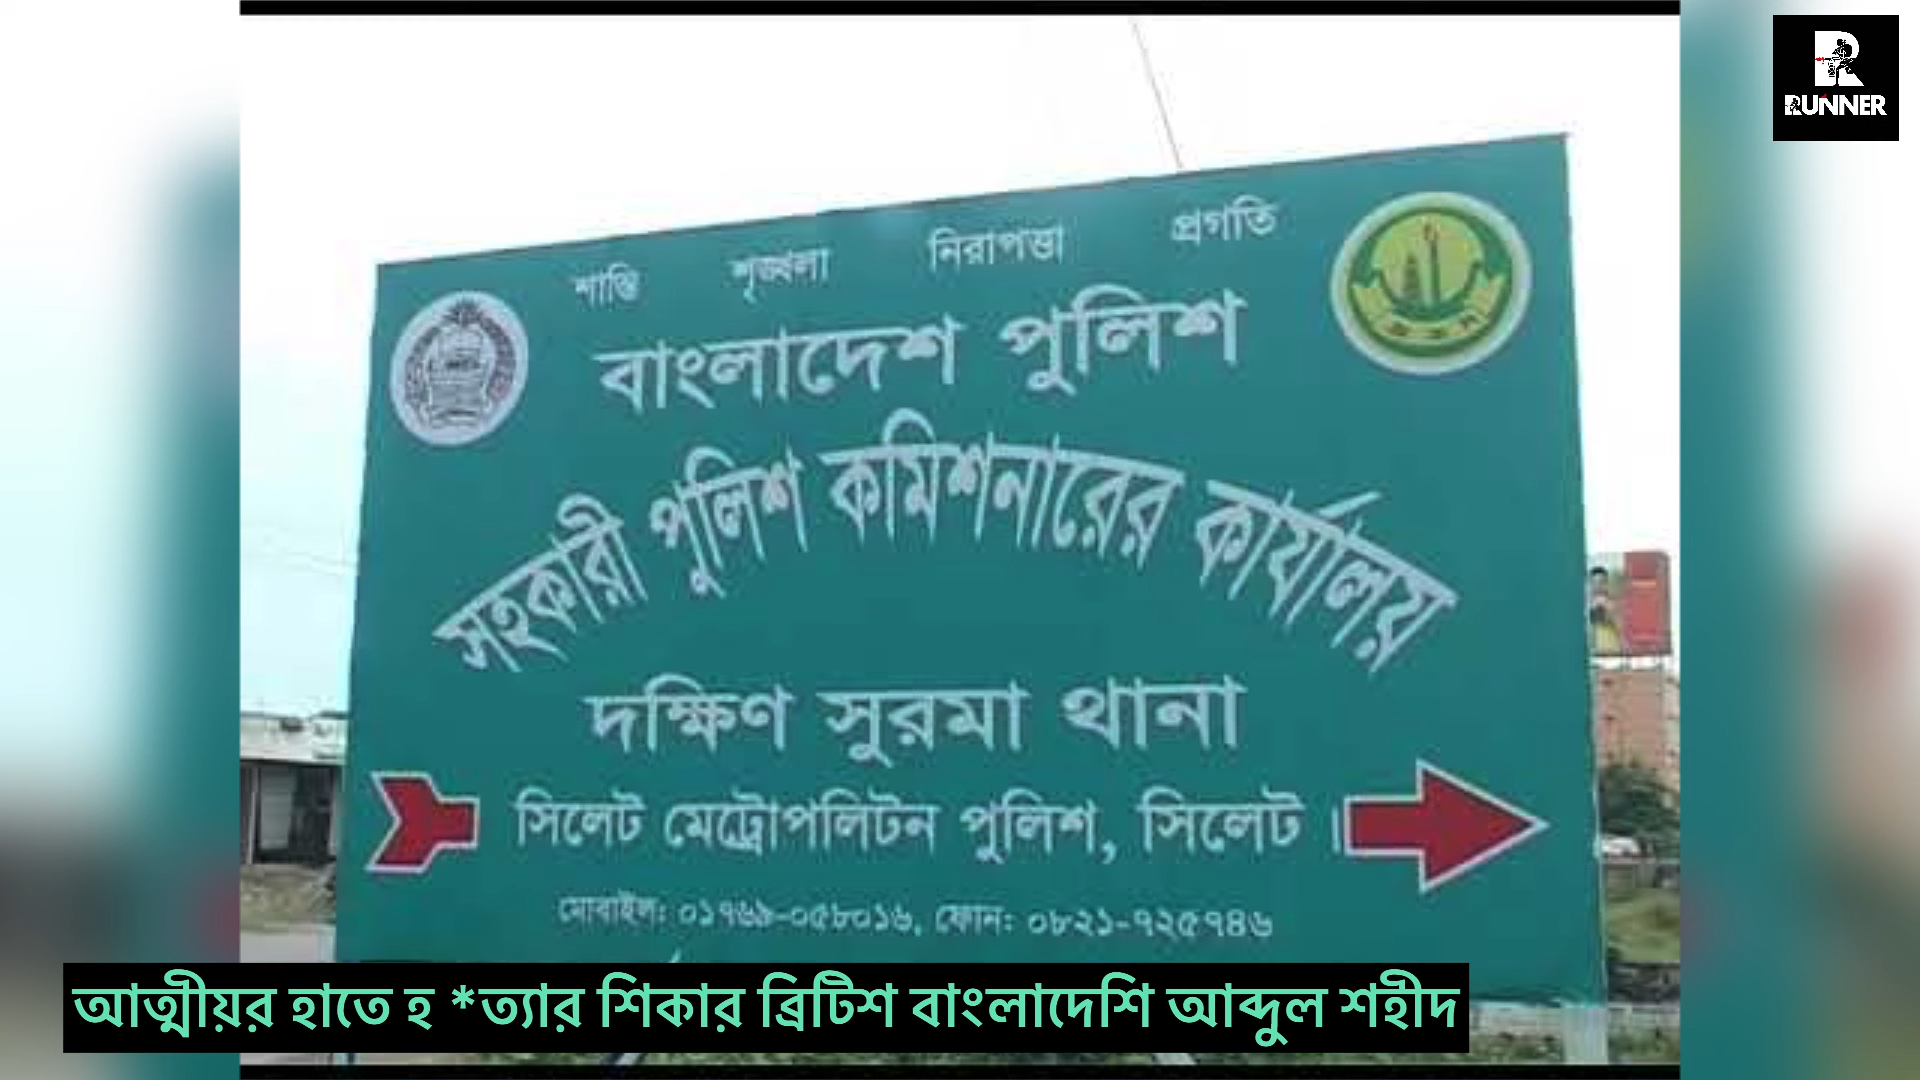 RUNNER
শান্তি শৃঙ্খলা নিরাপত্তা প্রগতি
বাংলাদেশ পুলিশ
সহকারী পুলিশ কমিশনারের কার্যালয়
দক্ষিণ সুরমা থানা
সিলেট মেট্রোপলিটন পুলিশ, সিলেট।
মোবাইল: ০১৭৬৯-০৫৮০১৬, ফোন: ০৮২১-৭২৫৭৪৬
আত্মীয়র হাতে হ *ত্যার শিকার ব্রিটিশ বাংলাদেশি আব্দুল শহীদ